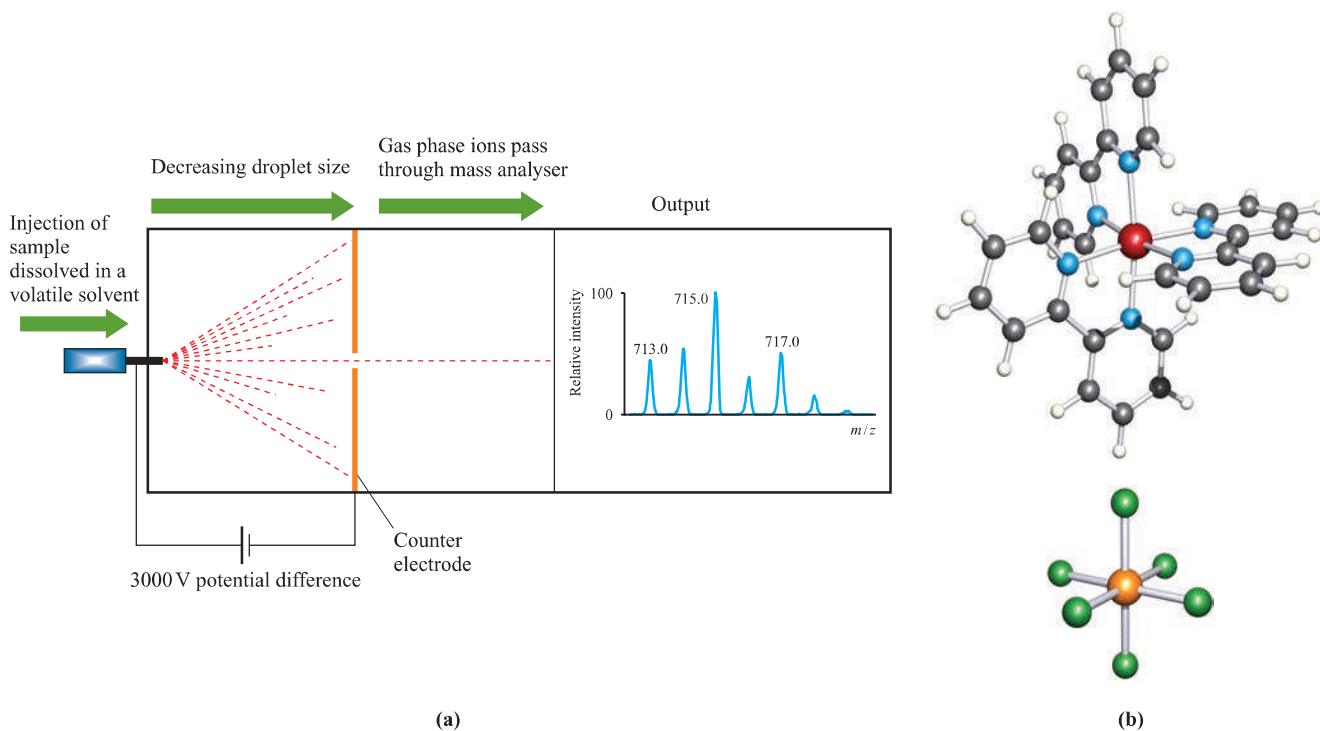 Injection of
sample
dissolved in a
volatile solvent
Decreasing droplet size
Gas phase ions pass
through mass analyser
Output
Relative intensity
100
0
713.0
715.0
717.0
m/z
Counter
electrode
3000 V potential difference
(a)
(b)